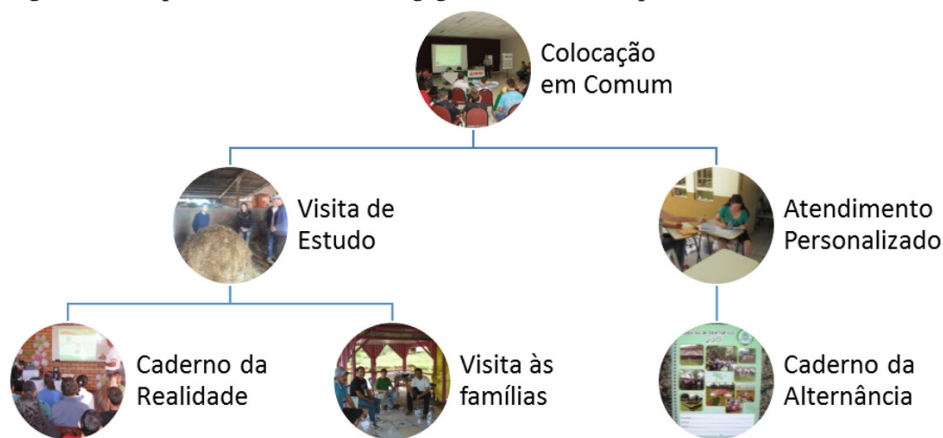 Colocação
em Comum
Visita de
Estudo
Atendimento
Personalizado
Caderno da
Realidade
Visita às
famílias
Caderno da
Alternância